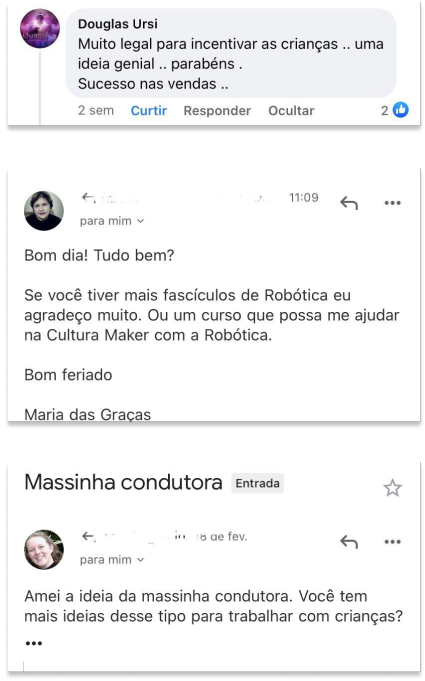 Douglas Ursi
Muito legal para incentivar as crianças .. uma
ideia genial .. parabéns .
Sucesso nas vendas ..
2 sem Curtir Responder Ocultar 2
11:09
para mim
Bom dia! Tudo bem?
Se você tiver mais fascículos de Robótica eu
agradeço muito. Ou um curso que possa me ajudar
na Cultura Maker com a Robótica.
Bom feriado
Maria das Graças
Massinha condutora Entrada
18 de fev.
para mim
Amei a ideia da massinha condutora. Você tem
mais ideias desse tipo para trabalhar com crianças?